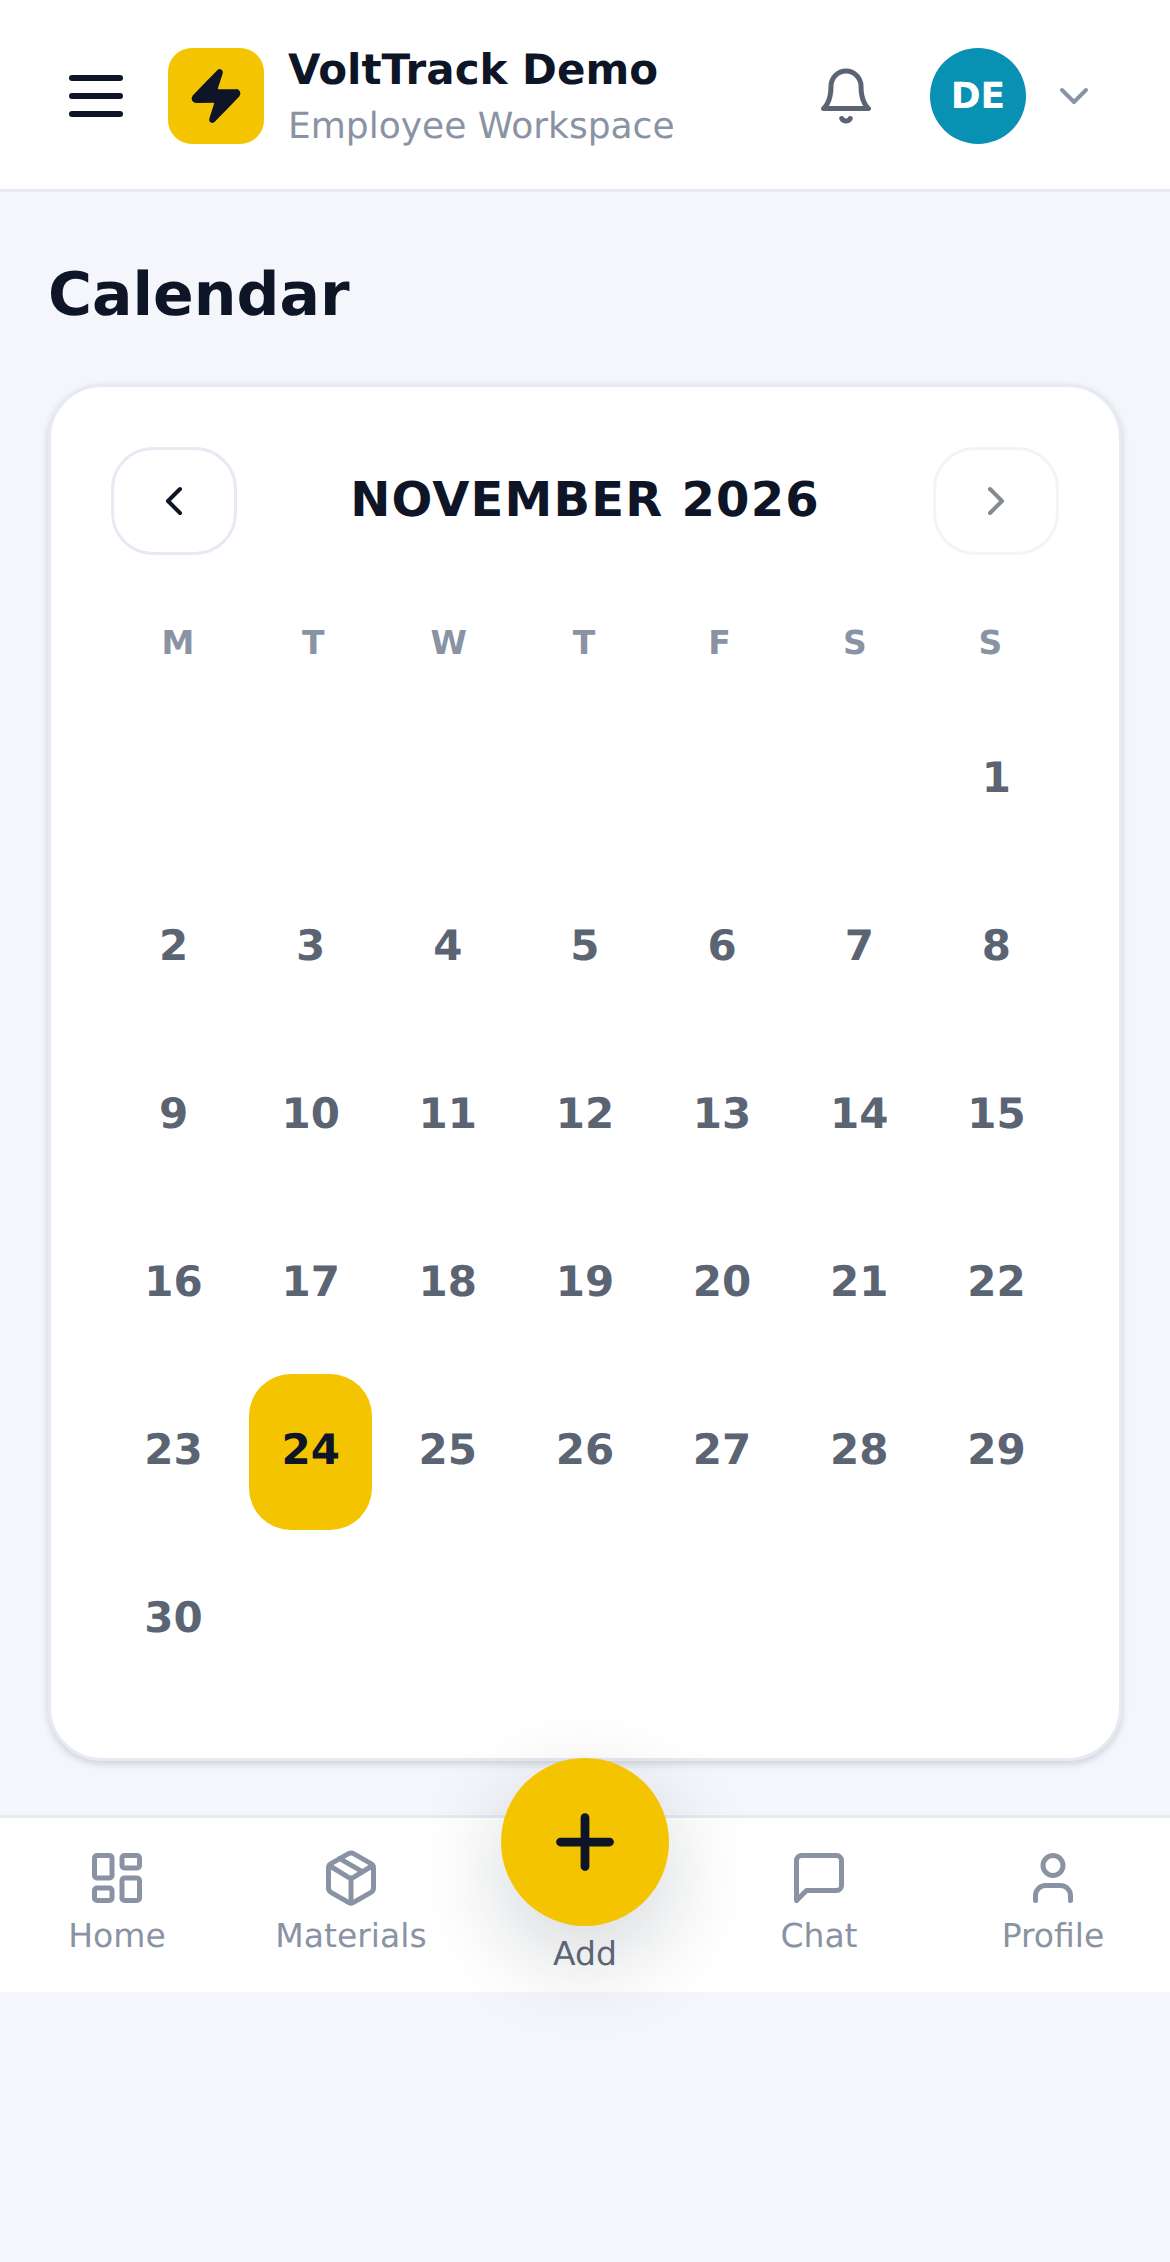 VoltTrack Demo
Employee Workspace
DE
Calendar
NOVEMBER 2026
M T W T F S S
1
2 3 4 5 6 7 8
9 10 11 12 13 14 15
16 17 18 19 20 21 22
23 24 25 26 27 28 29
30
Home Materials Add Chat Profile